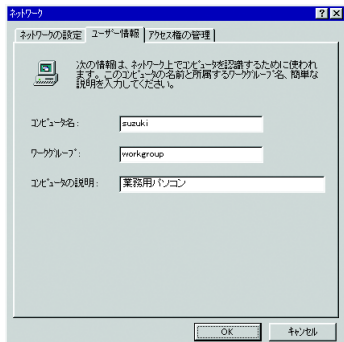 ネットワーク
ネットワークの設定 ユーザー情報 アクセス権の管理
次の情報は、ネットワーク上でコンピュータを認識するために使われ
ます。このコンピュータの名前と所属するワークグループ名、簡単な
説明を入力してください。
コンピュータ名:
suzuki
ワークグループ:
workgroup
コンピュータの説明:
業務用パソコン
OK キャンセル